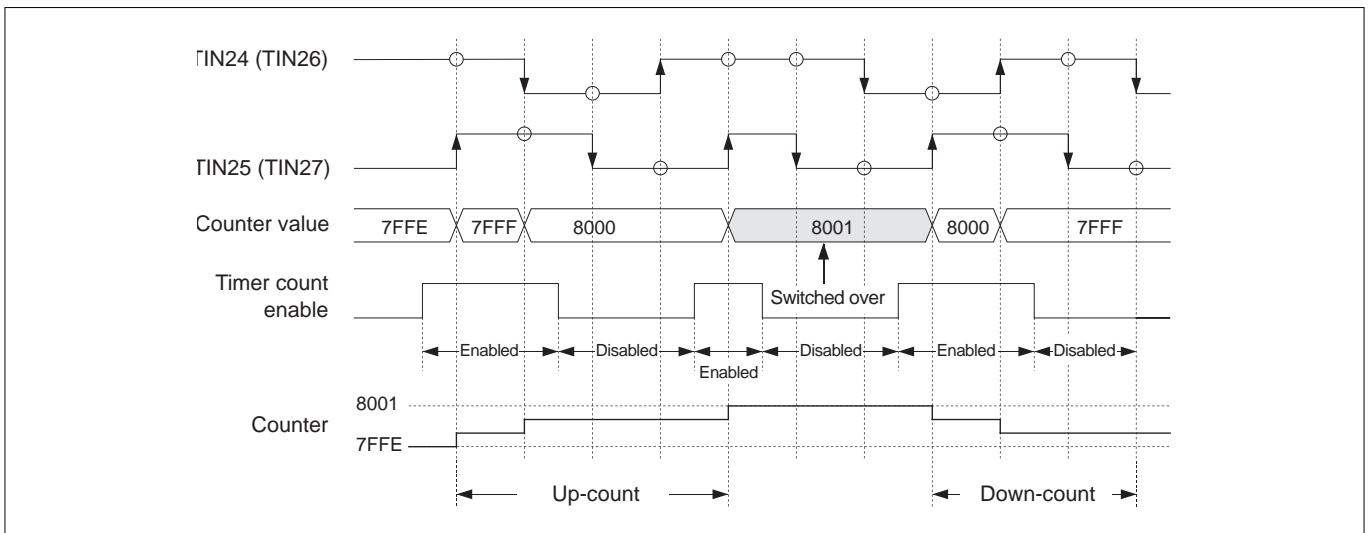 TIN24 (TIN26)
TIN25 (TIN27)
Counter value
7FFE 7FFF 8000 8001 8000 7FFF
Timer count
enable
Switched over
Enabled Disabled Enabled Disabled Enabled Disabled
8001
Counter
7FFE
Up-count Down-count